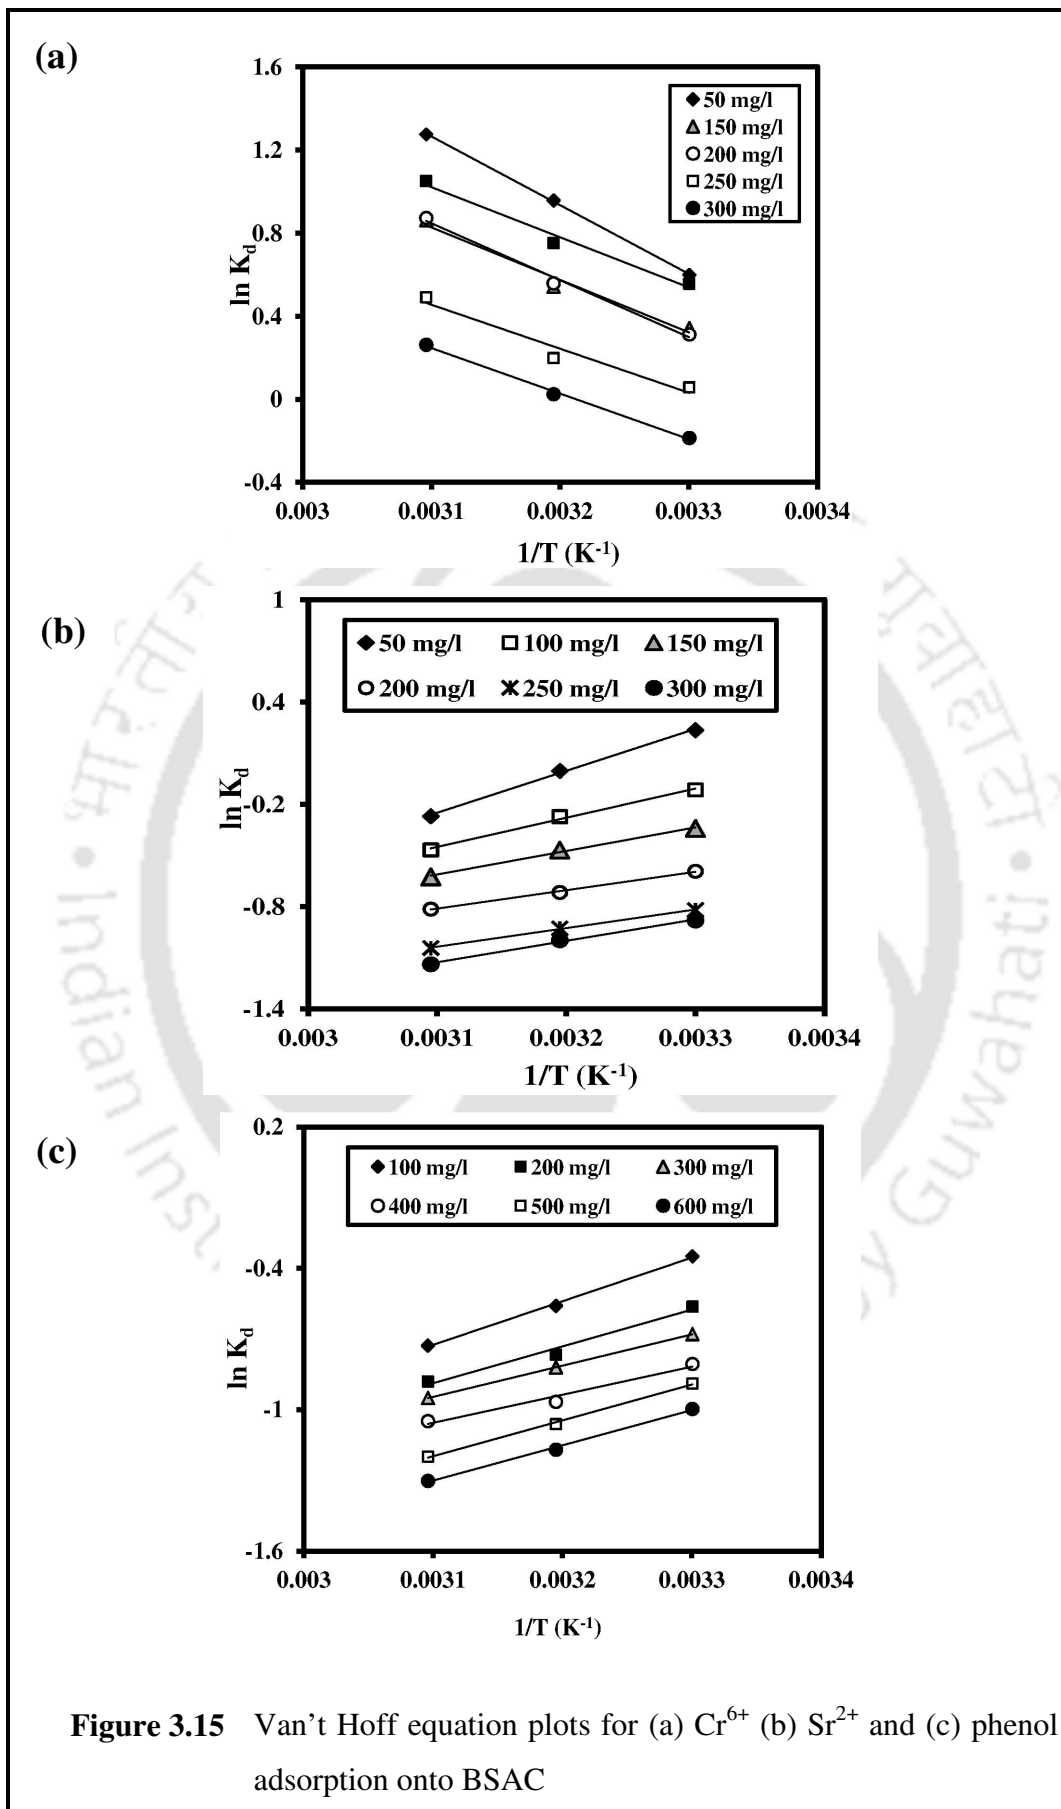 (a)
1.6
1.2
0.8
0.4
0
-0.4
ln K_d
50 mg/l
150 mg/l
200 mg/l
250 mg/l
300 mg/l
0.003 0.0031 0.0032 0.0033 0.0034
1/T (K⁻¹)
(b)
1
0.4
-0.2
-0.8
-1.4
ln K_d
50 mg/l 100 mg/l 150 mg/l
200 mg/l 250 mg/l 300 mg/l
0.003 0.0031 0.0032 0.0033 0.0034
1/T (K⁻¹)
(c)
0.2
-0.4
-1
-1.6
ln K_d
100 mg/l 200 mg/l 300 mg/l
400 mg/l 500 mg/l 600 mg/l
0.003 0.0031 0.0032 0.0033 0.0034
1/T (K⁻¹)
Indian Ins
y Guwahati
Figure 3.15 Van't Hoff equation plots for (a) Cr⁶⁺ (b) Sr²⁺ and (c) phenol
adsorption onto BSAC